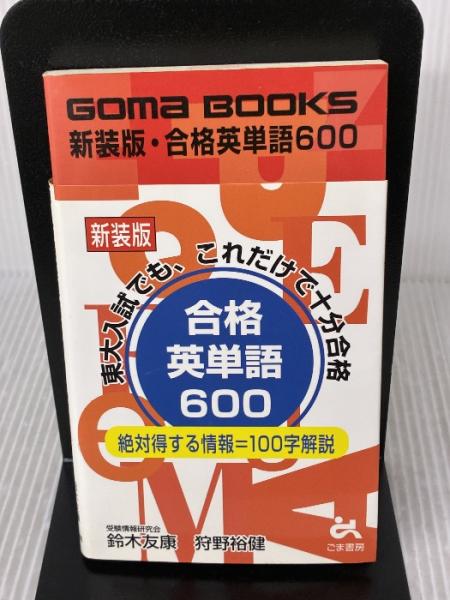 GOMA BOOKS
新装版・合格英単語600
新装版
東大入試でも、これだけで十分合格
合格
英単語
600
絶対得する情報=100字解説
受験情報研究会
鈴木友康 狩野裕健
ごま書房